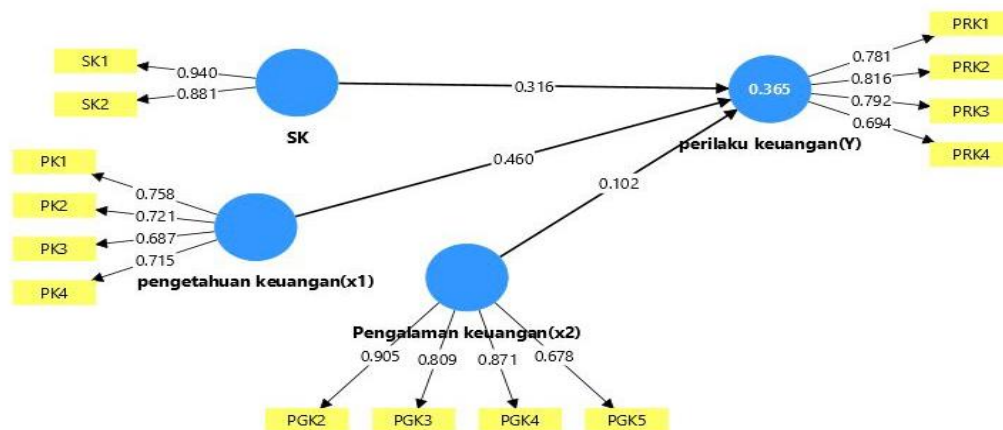 SK1
0.940
SK2
0.881
SK
0.316
PK1
0.758
PK2
0.721
PK3
0.687
PK4
0.715
pengetahuan keuangan(x1)
0.460
Pengalaman keuangan(x2)
0.102
0.905
0.809
0.871
0.678
PGK2
PGK3
PGK4
PGK5
0.365
perilaku keuangan(Y)
PRK1
0.781
PRK2
0.816
PRK3
0.792
PRK4
0.694